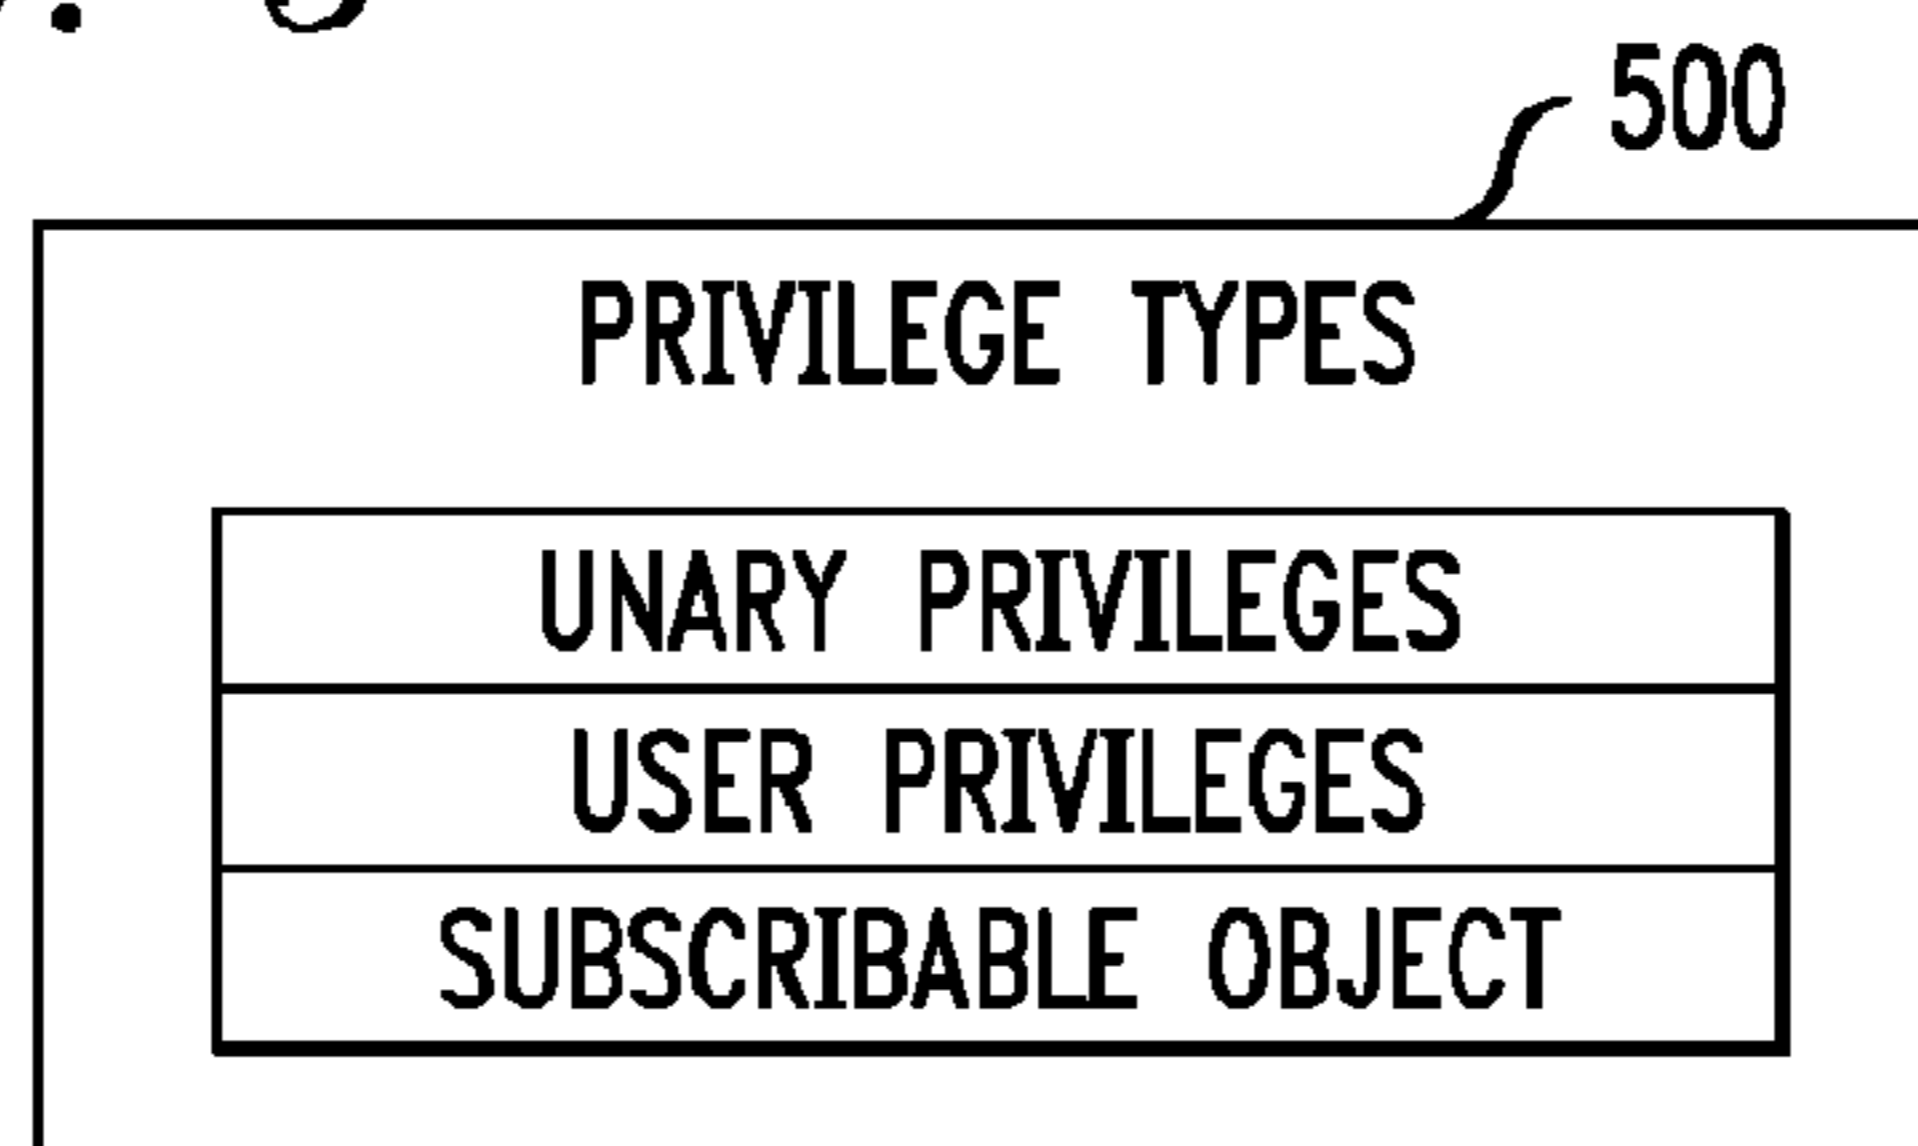 500
PRIVILEGE TYPES
UNARY PRIVILEGES
USER PRIVILEGES
SUBSCRIBABLE OBJECT